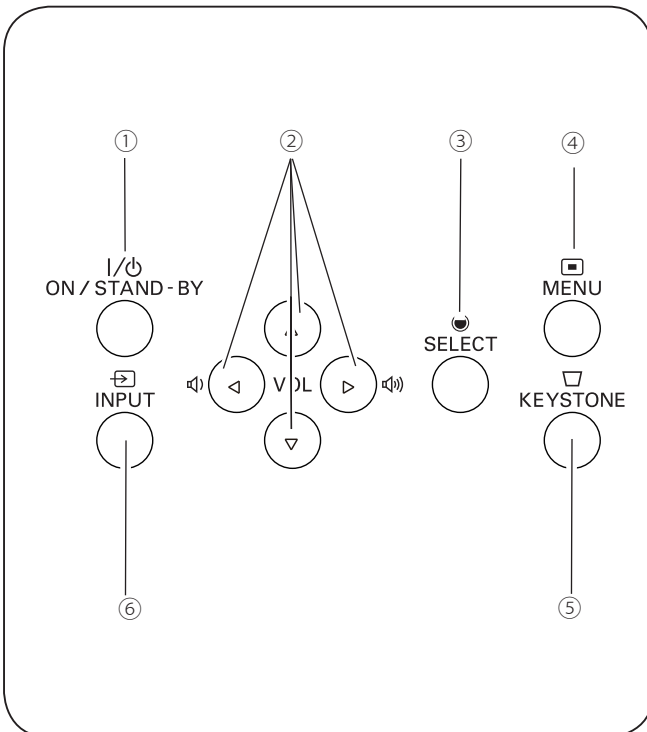 ① ② ③ ④
I/⏻
ON / STAND-BY
MENU
SELECT
VOL
INPUT
KEYSTONE
⑥ ⑤